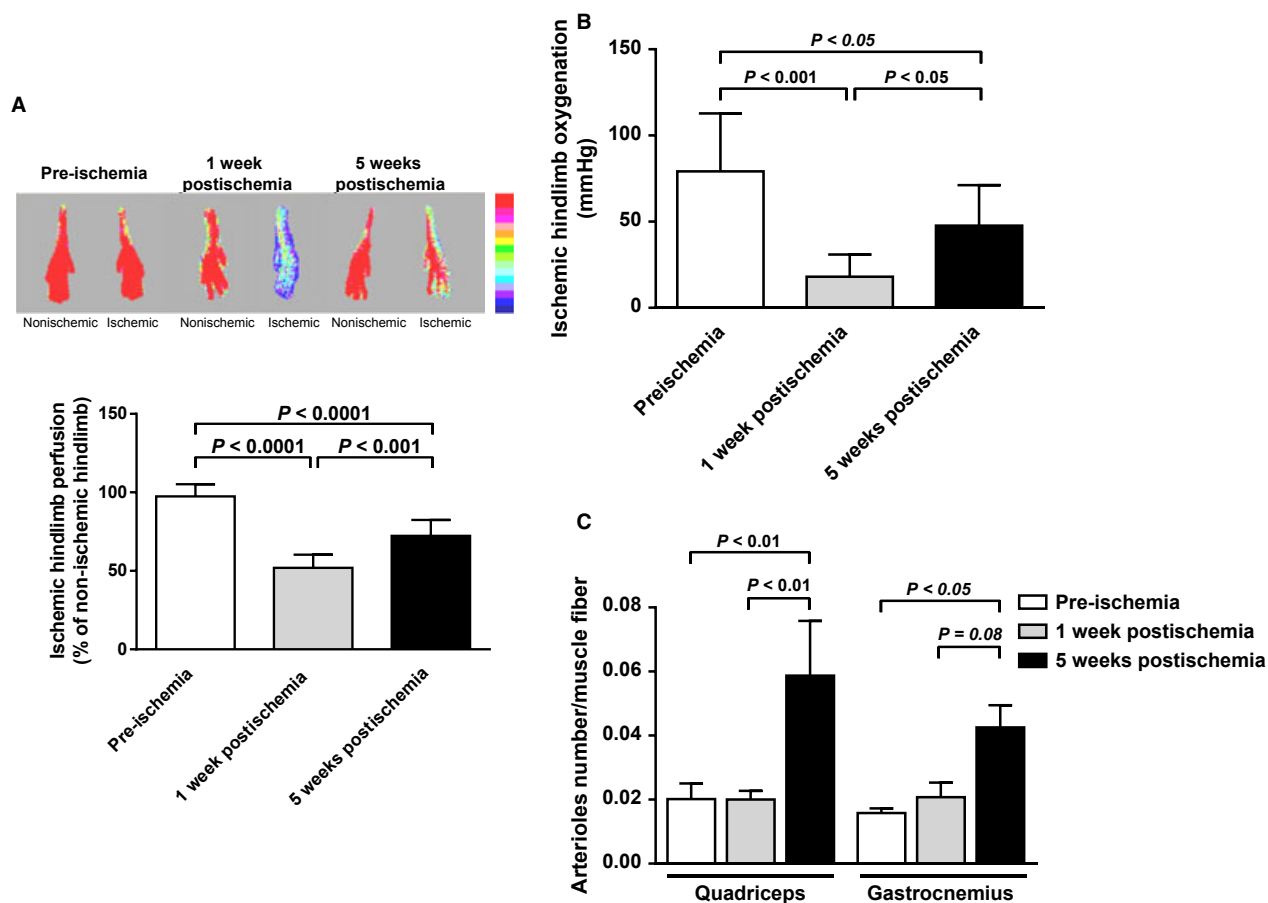 A
Pre-ischemia
1 week
postischemia
5 weeks
postischemia
Nonischemic Ischemic Nonischemic Ischemic Nonischemic Ischemic
Ischemic hindlimb perfusion
(% of non-ischemic hindlimb)
150
100
50
0
P < 0.0001
P < 0.0001
P < 0.001
Pre-ischemia
1 week postischemia
5 weeks postischemia
B
Ischemic hindlimb oxygenation
(mmHg)
150
100
50
0
P < 0.05
P < 0.001
P < 0.05
Preischemia
1 week postischemia
5 weeks postischemia
C
Arterioles number/muscle fiber
0.08
0.06
0.04
0.02
0.00
P < 0.01
P < 0.01
P < 0.05
P = 0.08
Quadriceps
Gastrocnemius
Pre-ischemia
1 week postischemia
5 weeks postischemia